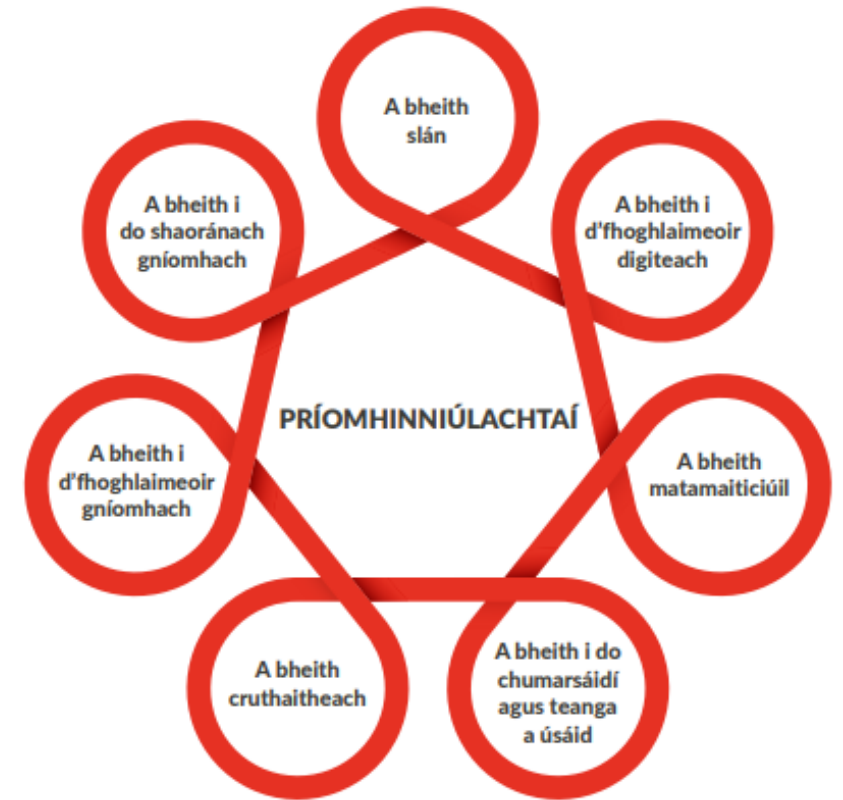 A bheith
slán
A bheith i
do shaoránach
gníomhach
A bheith i
d'fhoghlaimeoir
digiteach
PRÍOMHINNIÚLACHTAÍ
A bheith i
d'fhoghlaimeoir
gníomhach
A bheith
matamaiticiúil
A bheith
cruthaitheach
A bheith i do
chumarsáidí
agus teanga
a úsáid